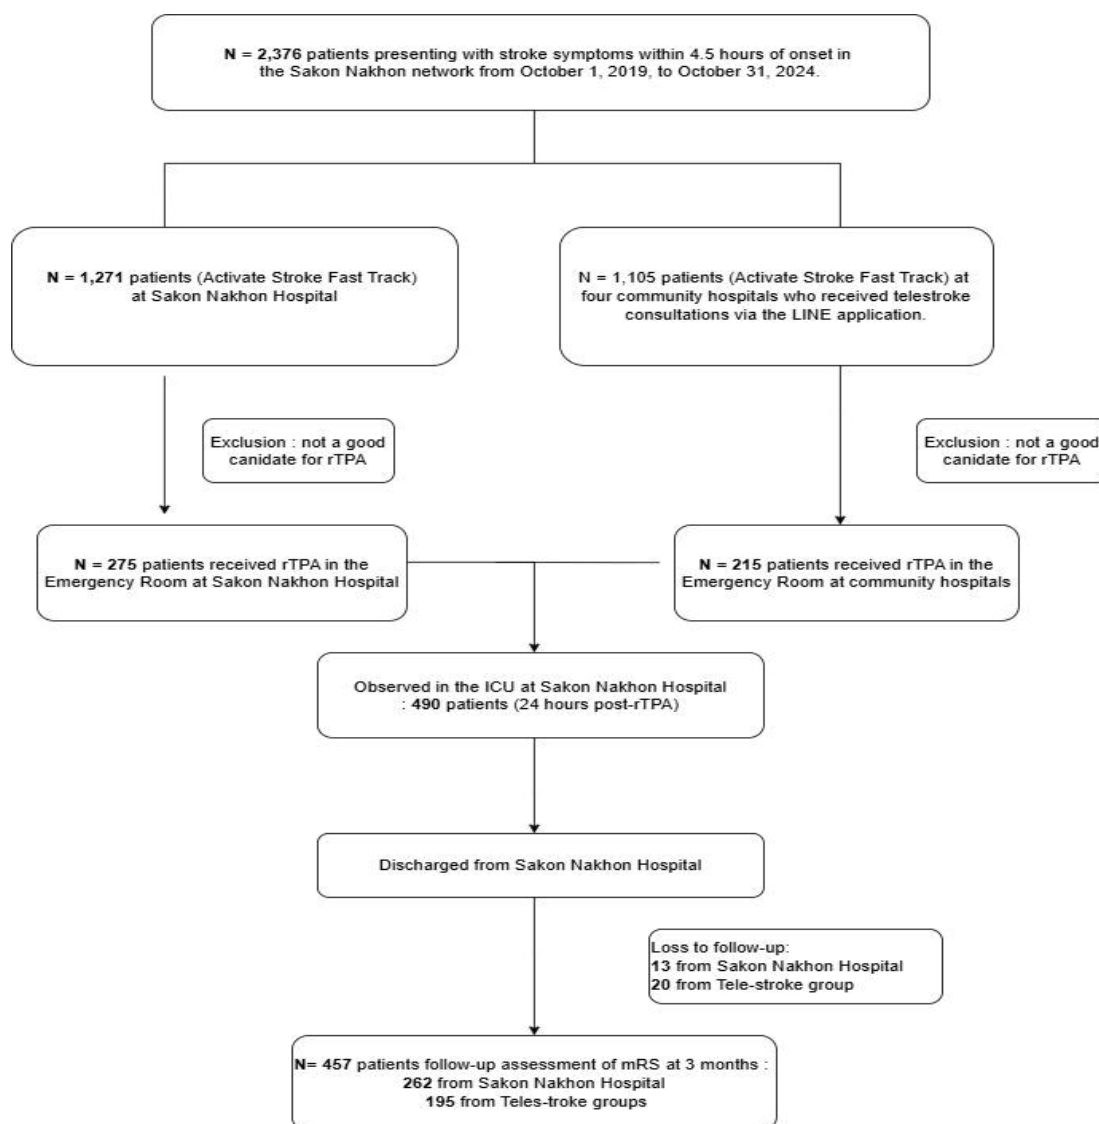 N = 2,376 patients presenting with stroke symptoms within 4.5 hours of onset in
the Sakon Nakhon network from October 1, 2019, to October 31, 2024.
N = 1,271 patients (Activate Stroke Fast Track)
at Sakon Nakhon Hospital
N = 1,105 patients (Activate Stroke Fast Track) at
four community hospitals who received telestroke
consultations via the LINE application.
Exclusion : not a good
canidate for rTPA
Exclusion : not a good
canidate for rTPA
N = 275 patients received rTPA in the
Emergency Room at Sakon Nakhon Hospital
N = 215 patients received rTPA in the
Emergency Room at community hospitals
Observed in the ICU at Sakon Nakhon Hospital
: 490 patients (24 hours post-rTPA)
Discharged from Sakon Nakhon Hospital
Loss to follow-up:
13 from Sakon Nakhon Hospital
20 from Tele-stroke group
N= 457 patients follow-up assessment of mRS at 3 months :
262 from Sakon Nakhon Hospital
195 from Teles-troke groups